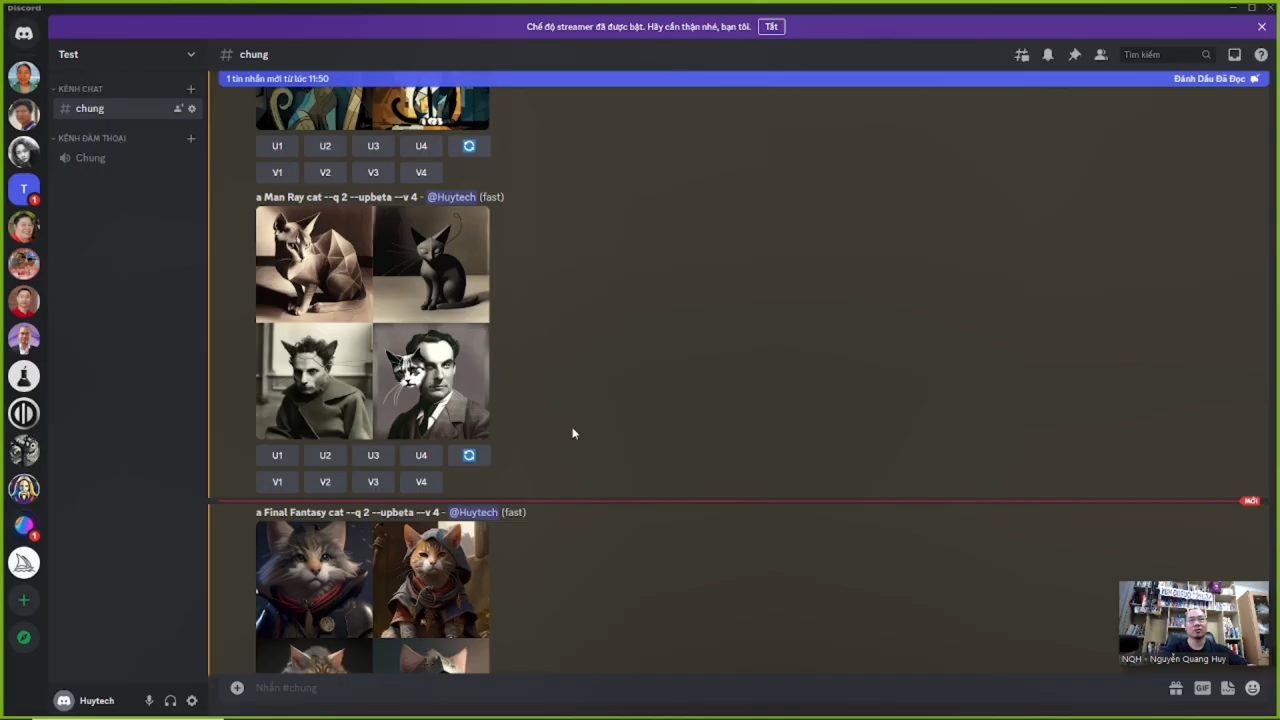 Discord
Chế độ streamer đã được bật. Hãy cẩn thận nhé, bạn tôi.
Tắt
Test
# chung
Tìm kiếm
1 tin nhắn mới từ lúc 11:50
Đánh Dấu Đã Đọc
KÊNH CHAT
# chung
KÊNH ĐÀM THOẠI
Chung
T
1
1
U1 U2 U3 U4
V1 V2 V3 V4
a Man Ray cat --q 2 --upbeta --v 4 - @Huytech (fast)
U1 U2 U3 U4
V1 V2 V3 V4
MỚI
a Final Fantasy cat --q 2 --upbeta --v 4 - @Huytech (fast)
NQH - Nguyễn Quang Huy
Huytech
Nhắn #chung
GIF